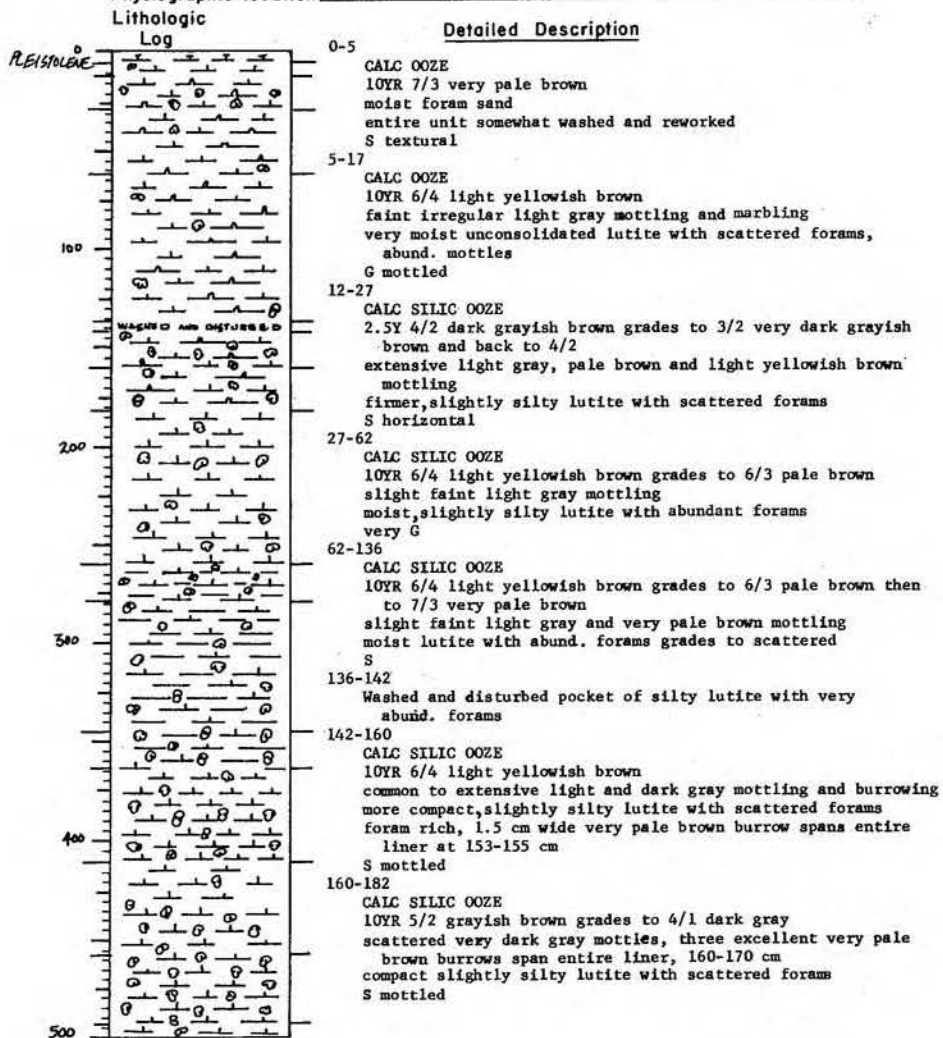 Lithologic
Log
Detailed Description
0
PLEISTOCENE
100
WASHED AND DISTURBED
200
300
400
500
0-5
CALC OOZE
10YR 7/3 very pale brown
moist foram sand
entire unit somewhat washed and reworked
S textural
5-17
CALC OOZE
10YR 6/4 light yellowish brown
faint irregular light gray mottling and marbling
very moist unconsolidated lutite with scattered forams,
abund. mottles
G mottled
12-27
CALC SILIC OOZE
2.5Y 4/2 dark grayish brown grades to 3/2 very dark grayish
brown and back to 4/2
extensive light gray, pale brown and light yellowish brown
mottling
firmer,slightly silty lutite with scattered forams
S horizontal
27-62
CALC SILIC OOZE
10YR 6/4 light yellowish brown grades to 6/3 pale brown
slight faint light gray mottling
moist,slightly silty lutite with abundant forams
very G
62-136
CALC SILIC OOZE
10YR 6/4 light yellowish brown grades to 6/3 pale brown then
to 7/3 very pale brown
slight faint light gray and very pale brown mottling
moist lutite with abund. forams grades to scattered
S
136-142
Washed and disturbed pocket of silty lutite with very
abund. forams
142-160
CALC SILIC OOZE
10YR 6/4 light yellowish brown
common to extensive light and dark gray mottling and burrowing
more compact,slightly silty lutite with scattered forams
foram rich, 1.5 cm wide very pale brown burrow spans entire
liner at 153-155 cm
S mottled
160-182
CALC SILIC OOZE
10YR 5/2 grayish brown grades to 4/1 dark gray
scattered very dark gray mottles, three excellent very pale
brown burrows span entire liner, 160-170 cm
compact slightly silty lutite with scattered forams
S mottled